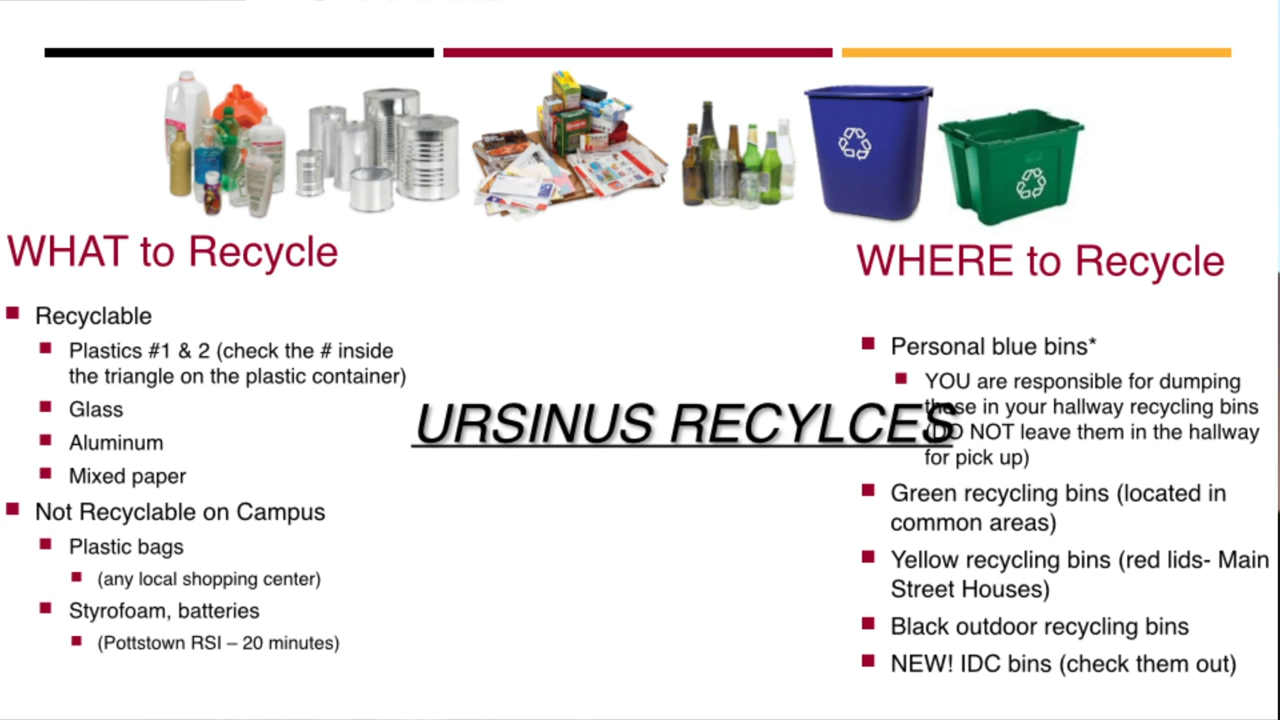 WHAT to Recycle
Recyclable
Plastics #1 & 2 (check the # inside
the triangle on the plastic container)
Glass
Aluminum
Mixed paper
Not Recyclable on Campus
Plastic bags
(any local shopping center)
Styrofoam, batteries
(Pottstown RSI – 20 minutes)
URSINUS RECYLCES
WHERE to Recycle
Personal blue bins*
YOU are responsible for dumping
these in your hallway recycling bins
(DO NOT leave them in the hallway
for pick up)
Green recycling bins (located in
common areas)
Yellow recycling bins (red lids- Main
Street Houses)
Black outdoor recycling bins
NEW! IDC bins (check them out)